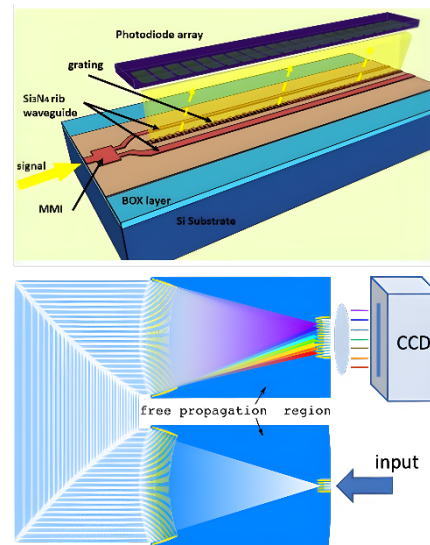 Photodiode array
grating
Si3N4 rib
waveguide
signal
MMI
BOX layer
Si Substrate
CCD
free propagation region
input